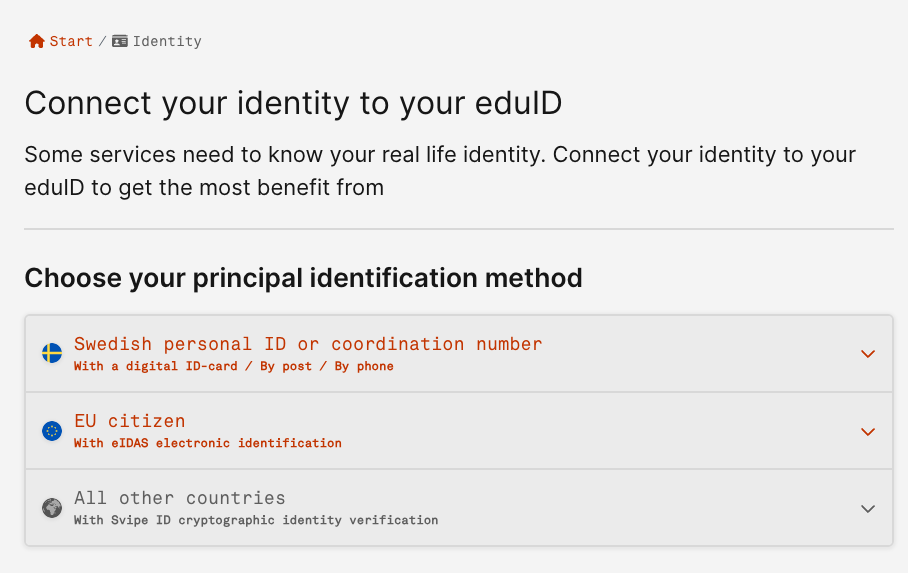 Start / Identity
Connect your identity to your eduID
Some services need to know your real life identity. Connect your identity to your
eduID to get the most benefit from
Choose your principal identification method
Swedish personal ID or coordination number
With a digital ID-card / By post / By phone
EU citizen
With eIDAS electronic identification
All other countries
With Svipe ID cryptographic identity verification